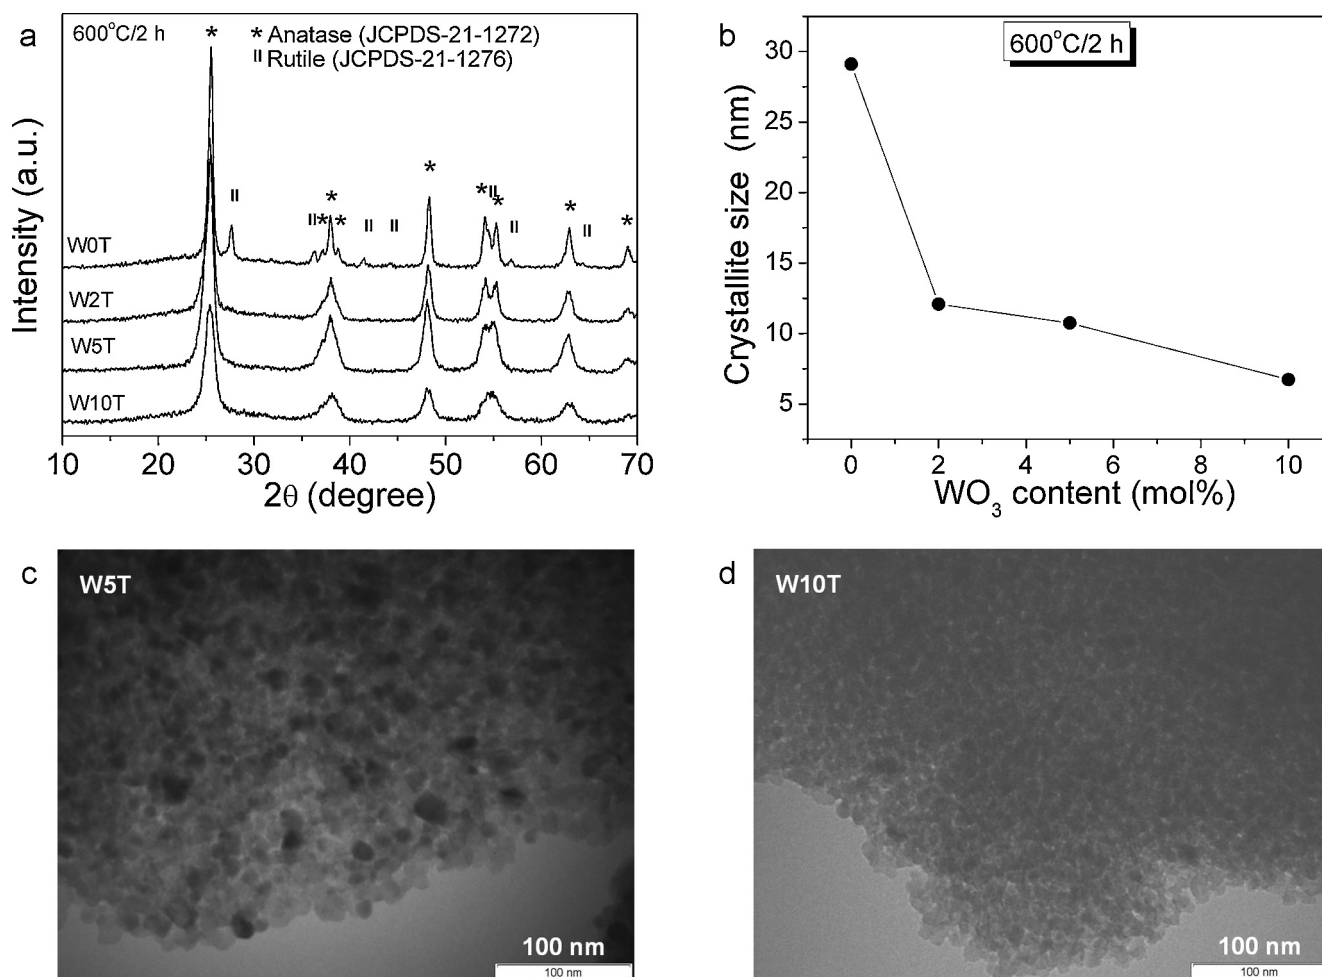 a
600°C/2 h
* Anatase (JCPDS-21-1272)
॥ Rutile (JCPDS-21-1276)
Intensity (a.u.)
W0T
W2T
W5T
W10T
10 20 30 40 50 60 70
2θ (degree)
b
600°C/2 h
Crystallite size (nm)
30
25
20
15
10
5
0 2 4 6 8 10
WO₃ content (mol%)
c
W5T
100 nm
100 nm
d
W10T
100 nm
100 nm